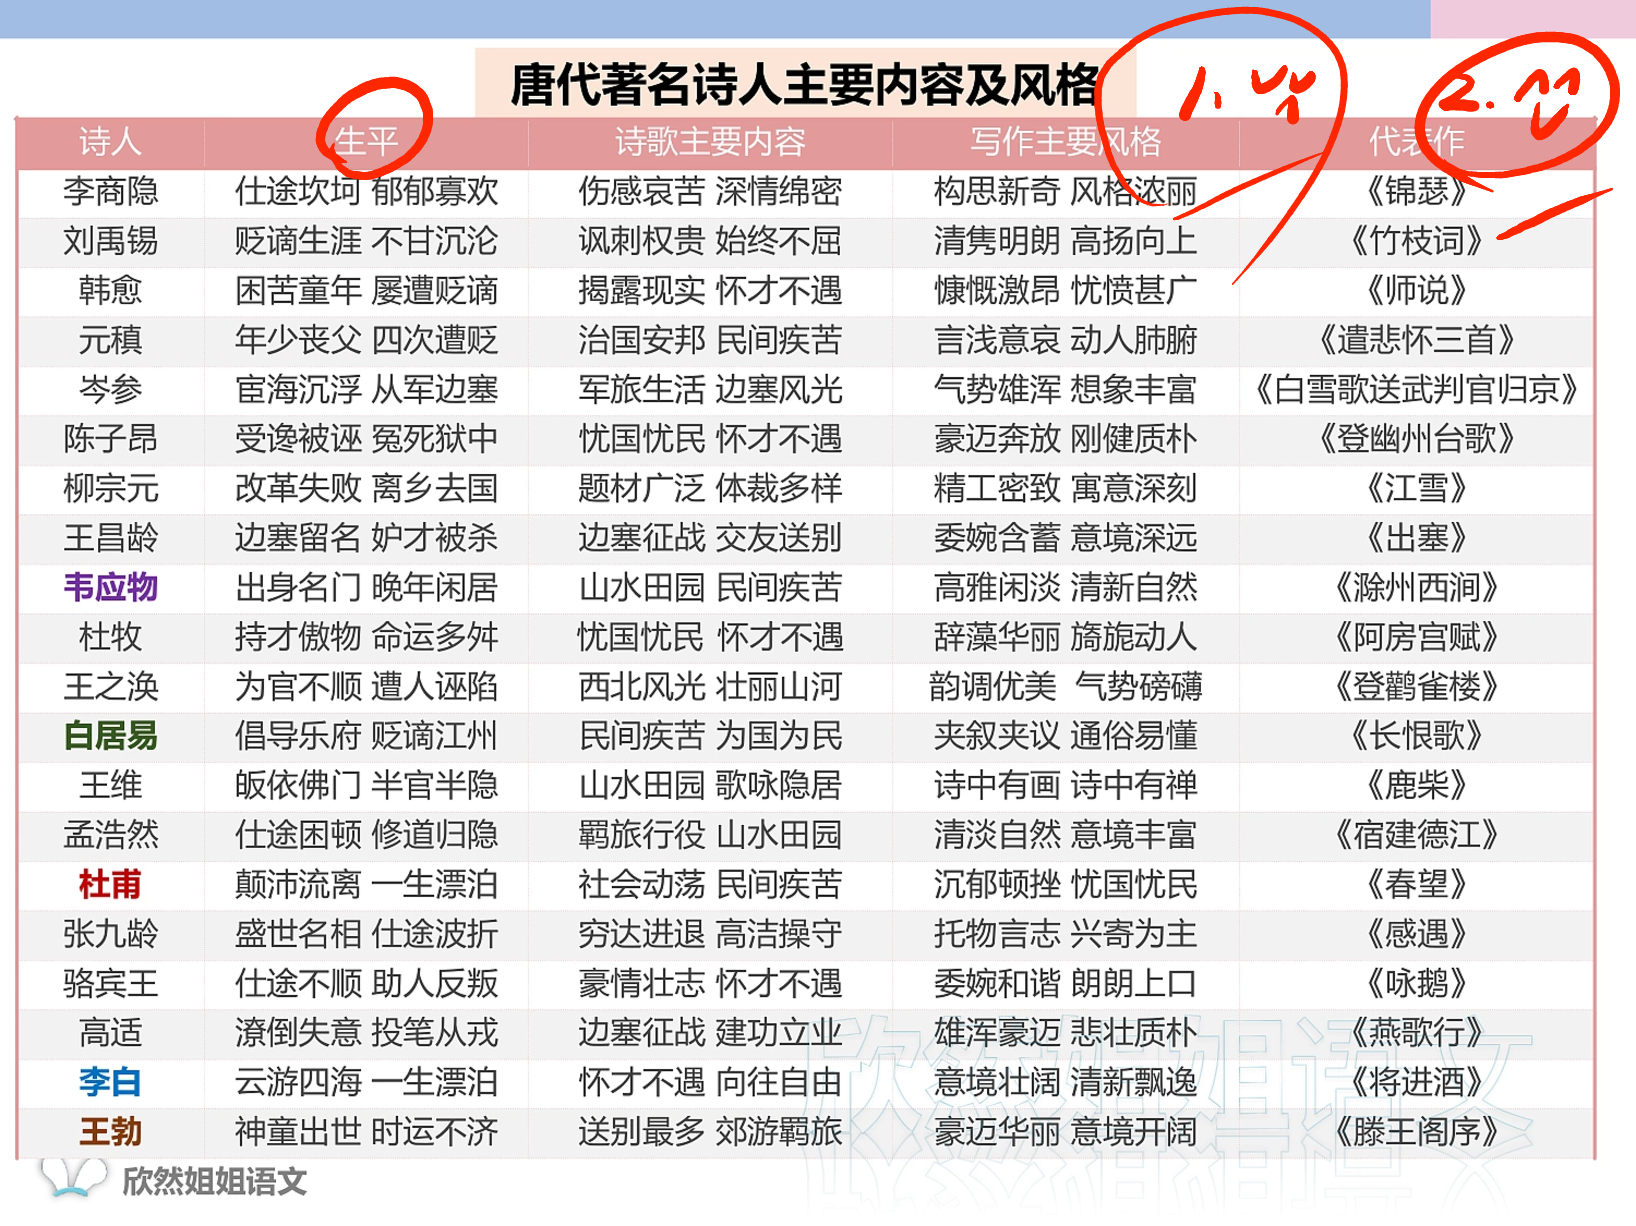 唐代著名诗人主要内容及风格
1.
2.
诗人 生平 诗歌主要内容 写作主要风格 代表作
李商隐 仕途坎坷 郁郁寡欢 伤感哀苦 深情绵密 构思新奇 风格浓丽 《锦瑟》
刘禹锡 贬谪生涯 不甘沉沦 讽刺权贵 始终不屈 清隽明朗 高扬向上 《竹枝词》
韩愈 困苦童年 屡遭贬谪 揭露现实 怀才不遇 慷慨激昂 忧愤甚广 《师说》
元稹 年少丧父 四次遭贬 治国安邦 民间疾苦 言浅意哀 动人肺腑 《遣悲怀三首》
岑参 宦海沉浮 从军边塞 军旅生活 边塞风光 气势雄浑 想象丰富 《白雪歌送武判官归京》
陈子昂 受谗被诬 冤死狱中 忧国忧民 怀才不遇 豪迈奔放 刚健质朴 《登幽州台歌》
柳宗元 改革失败 离乡去国 题材广泛 体裁多样 精工密致 寓意深刻 《江雪》
王昌龄 边塞留名 妒才被杀 边塞征战 交友送别 委婉含蓄 意境深远 《出塞》
韦应物 出身名门 晚年闲居 山水田园 民间疾苦 高雅闲淡 清新自然 《滁州西涧》
杜牧 持才傲物 命运多舛 忧国忧民 怀才不遇 辞藻华丽 旖旎动人 《阿房宫赋》
王之涣 为官不顺 遭人诬陷 西北风光 壮丽山河 韵调优美 气势磅礴 《登鹳雀楼》
白居易 倡导乐府 贬谪江州 民间疾苦 为国为民 夹叙夹议 通俗易懂 《长恨歌》
王维 皈依佛门 半官半隐 山水田园 歌咏隐居 诗中有画 诗中有禅 《鹿柴》
孟浩然 仕途困顿 修道归隐 羁旅行役 山水田园 清淡自然 意境丰富 《宿建德江》
杜甫 颠沛流离 一生漂泊 社会动荡 民间疾苦 沉郁顿挫 忧国忧民 《春望》
张九龄 盛世名相 仕途波折 穷达进退 高洁操守 托物言志 兴寄为主 《感遇》
骆宾王 仕途不顺 助人反叛 豪情壮志 怀才不遇 委婉和谐 朗朗上口 《咏鹅》
高适 潦倒失意 投笔从戎 边塞征战 建功立业 雄浑豪迈 悲壮质朴 《燕歌行》
李白 云游四海 一生漂泊 怀才不遇 向往自由 意境壮阔 清新飘逸 《将进酒》
王勃 神童出世 时运不济 送别最多 郊游羁旅 豪迈华丽 意境开阔 《滕王阁序》
欣然姐姐语文
欣然姐姐语文